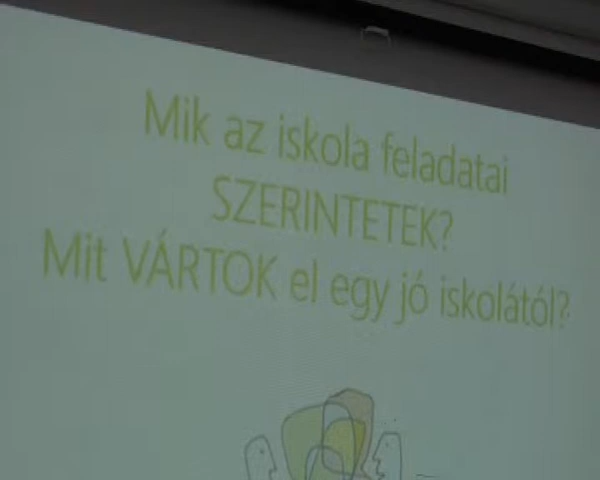 Mik az iskola feladatai
SZERINTETEK?
Mit VÁRTOK el egy jó iskolától?